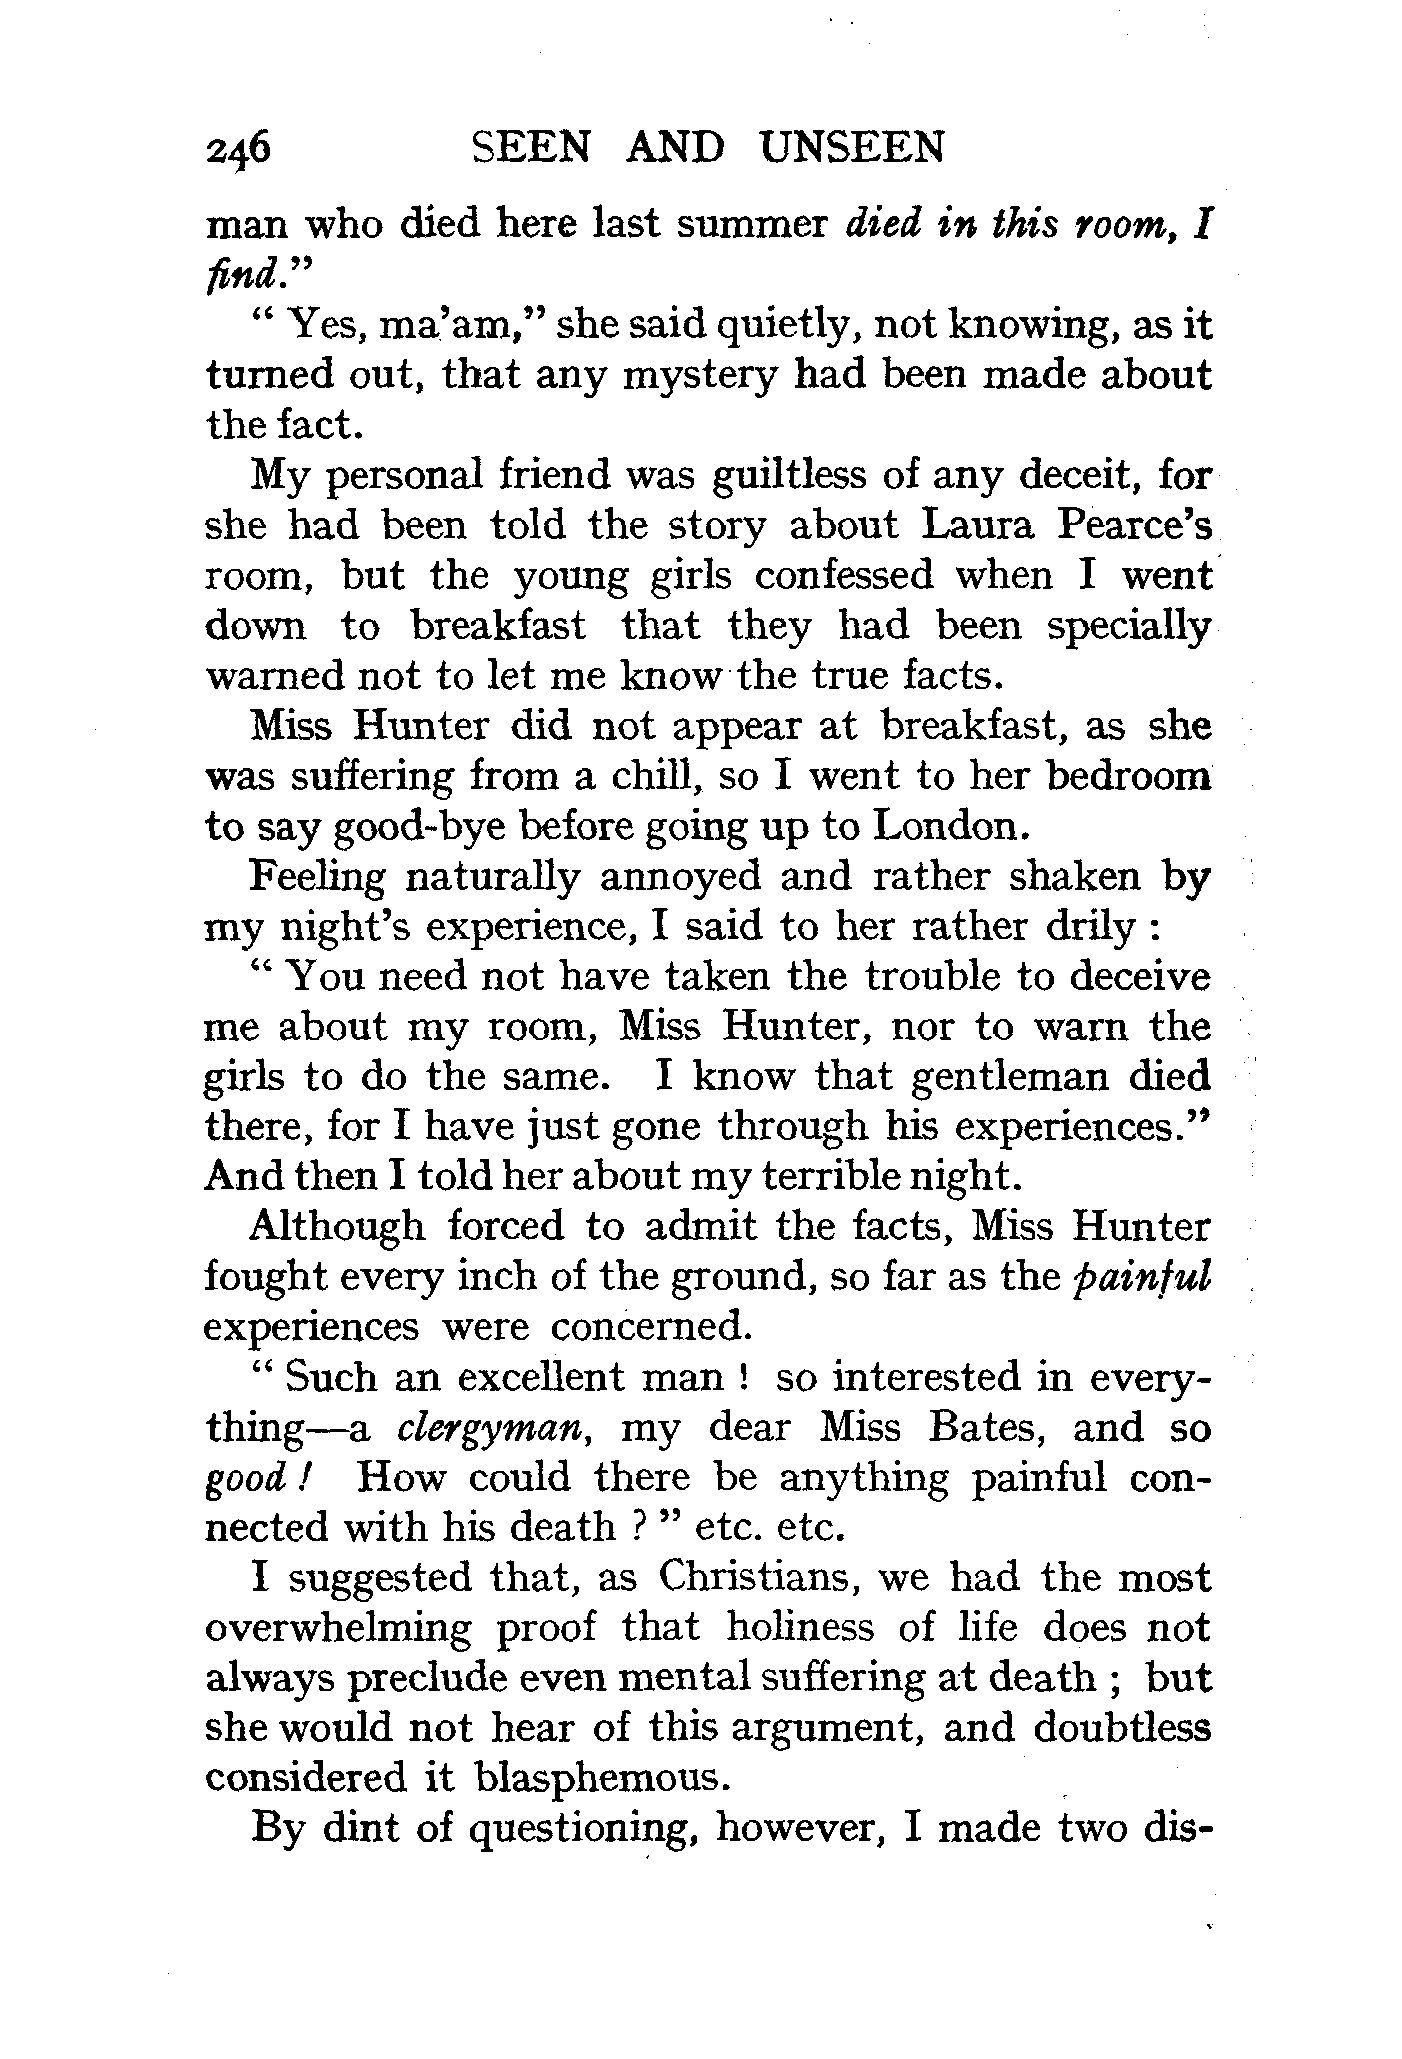 246 SEEN AND UNSEEN
man who died here last summer died in this room, I
find."
" Yes, ma'am," she said quietly, not knowing, as it
turned out, that any mystery had been made about
the fact.
My personal friend was guiltless of any deceit, for
she had been told the story about Laura Pearce's
room, but the young girls confessed when I went
down to breakfast that they had been specially
warned not to let me know the true facts.
Miss Hunter did not appear at breakfast, as she
was suffering from a chill, so I went to her bedroom
to say good-bye before going up to London.
Feeling naturally annoyed and rather shaken by
my night's experience, I said to her rather drily :
" You need not have taken the trouble to deceive
me about my room, Miss Hunter, nor to warn the
girls to do the same. I know that gentleman died
there, for I have just gone through his experiences."
And then I told her about my terrible night.
Although forced to admit the facts, Miss Hunter
fought every inch of the ground, so far as the painful
experiences were concerned.
" Such an excellent man ! so interested in every-
thing—a clergyman, my dear Miss Bates, and so
good ! How could there be anything painful con-
nected with his death ? " etc. etc.
I suggested that, as Christians, we had the most
overwhelming proof that holiness of life does not
always preclude even mental suffering at death ; but
she would not hear of this argument, and doubtless
considered it blasphemous.
By dint of questioning, however, I made two dis-